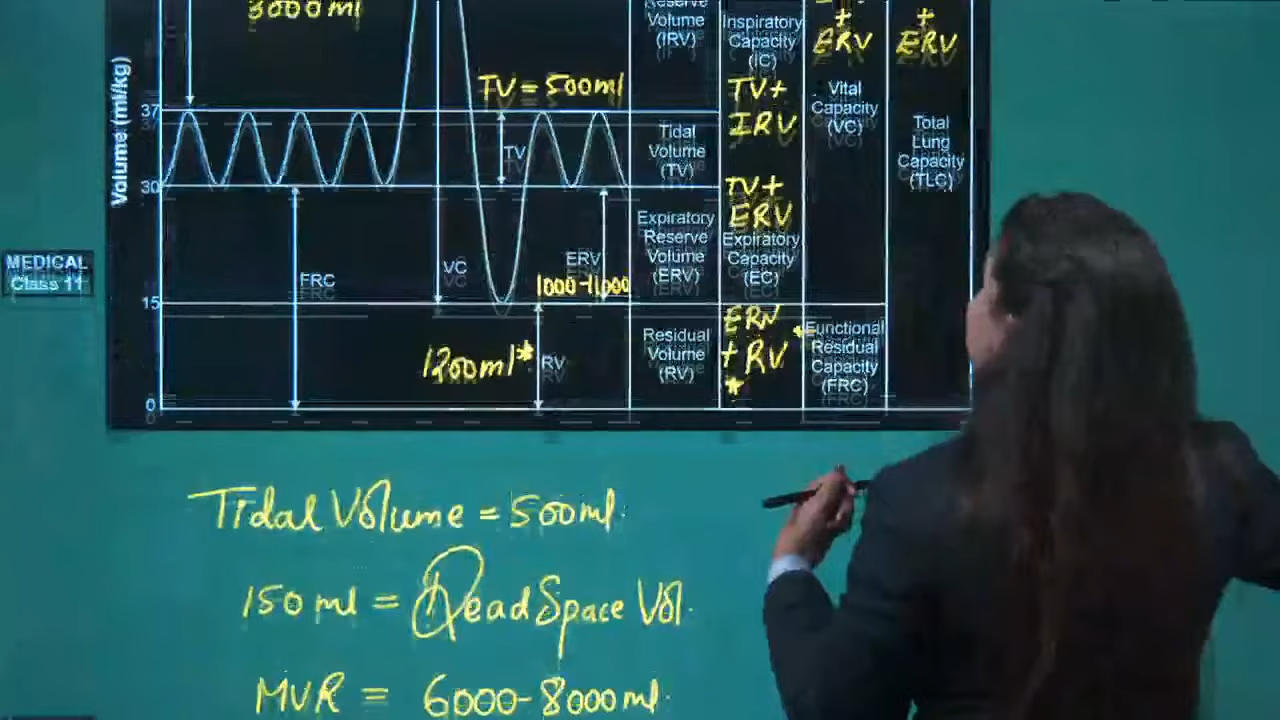 3000ml
Reserve
Volume
(IRV)
Inspiratory
Capacity
(IC)
+
ERV
+
ERV
Volume (ml/kg)
TV = 500ml
TV+
IRV
Vital
Capacity
(VC)
Total
Lung
Capacity
(TLC)
37
Tidal
Volume
(TV)
TV
30
TV+
ERV
Expiratory
Reserve
Volume
(ERV)
Expiratory
Capacity
(EC)
MEDICAL
Class 11
FRC
VC
ERV
15
ERV
+ RV
*
Functional
Residual
Capacity
(FRC)
Residual
Volume
(RV)
1200ml*
RV
0
Tidal Volume = 500ml.
150 ml = Dead Space Vol.
MVR = 6000-8000ml.